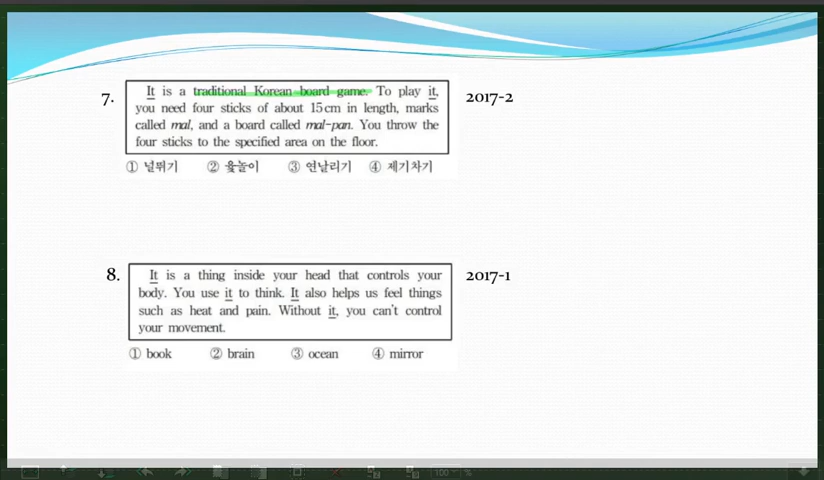 7.
It is a traditional Korean board game. To play it,
you need four sticks of about 15 cm in length, marks
called mal, and a board called mal-pan. You throw the
four sticks to the specified area on the floor.
2017-2
① 널뛰기 ② 윷놀이 ③ 연날리기 ④ 제기차기
8.
It is a thing inside your head that controls your
body. You use it to think. It also helps us feel things
such as heat and pain. Without it, you can't control
your movement.
2017-1
① book ② brain ③ ocean ④ mirror
100 %